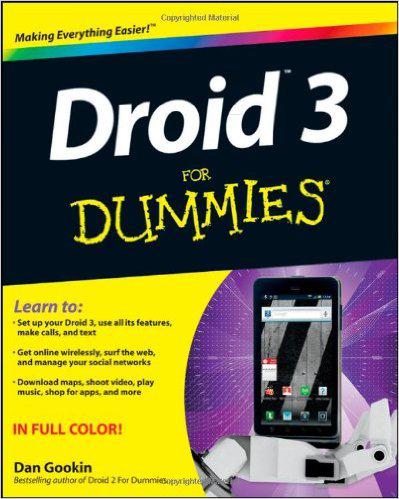 Copyrighted Material
Making Everything Easier!™
Droid™ 3
FOR
DUMMIES®
Learn to:
• Set up your Droid 3, use all its features,
make calls, and text
• Get online wirelessly, surf the web,
and manage your social networks
• Download maps, shoot video, play
music, shop for apps, and more
IN FULL COLOR!
Dan Gookin
Bestselling author of Droid 2 For Dummies
Copyrighted Material